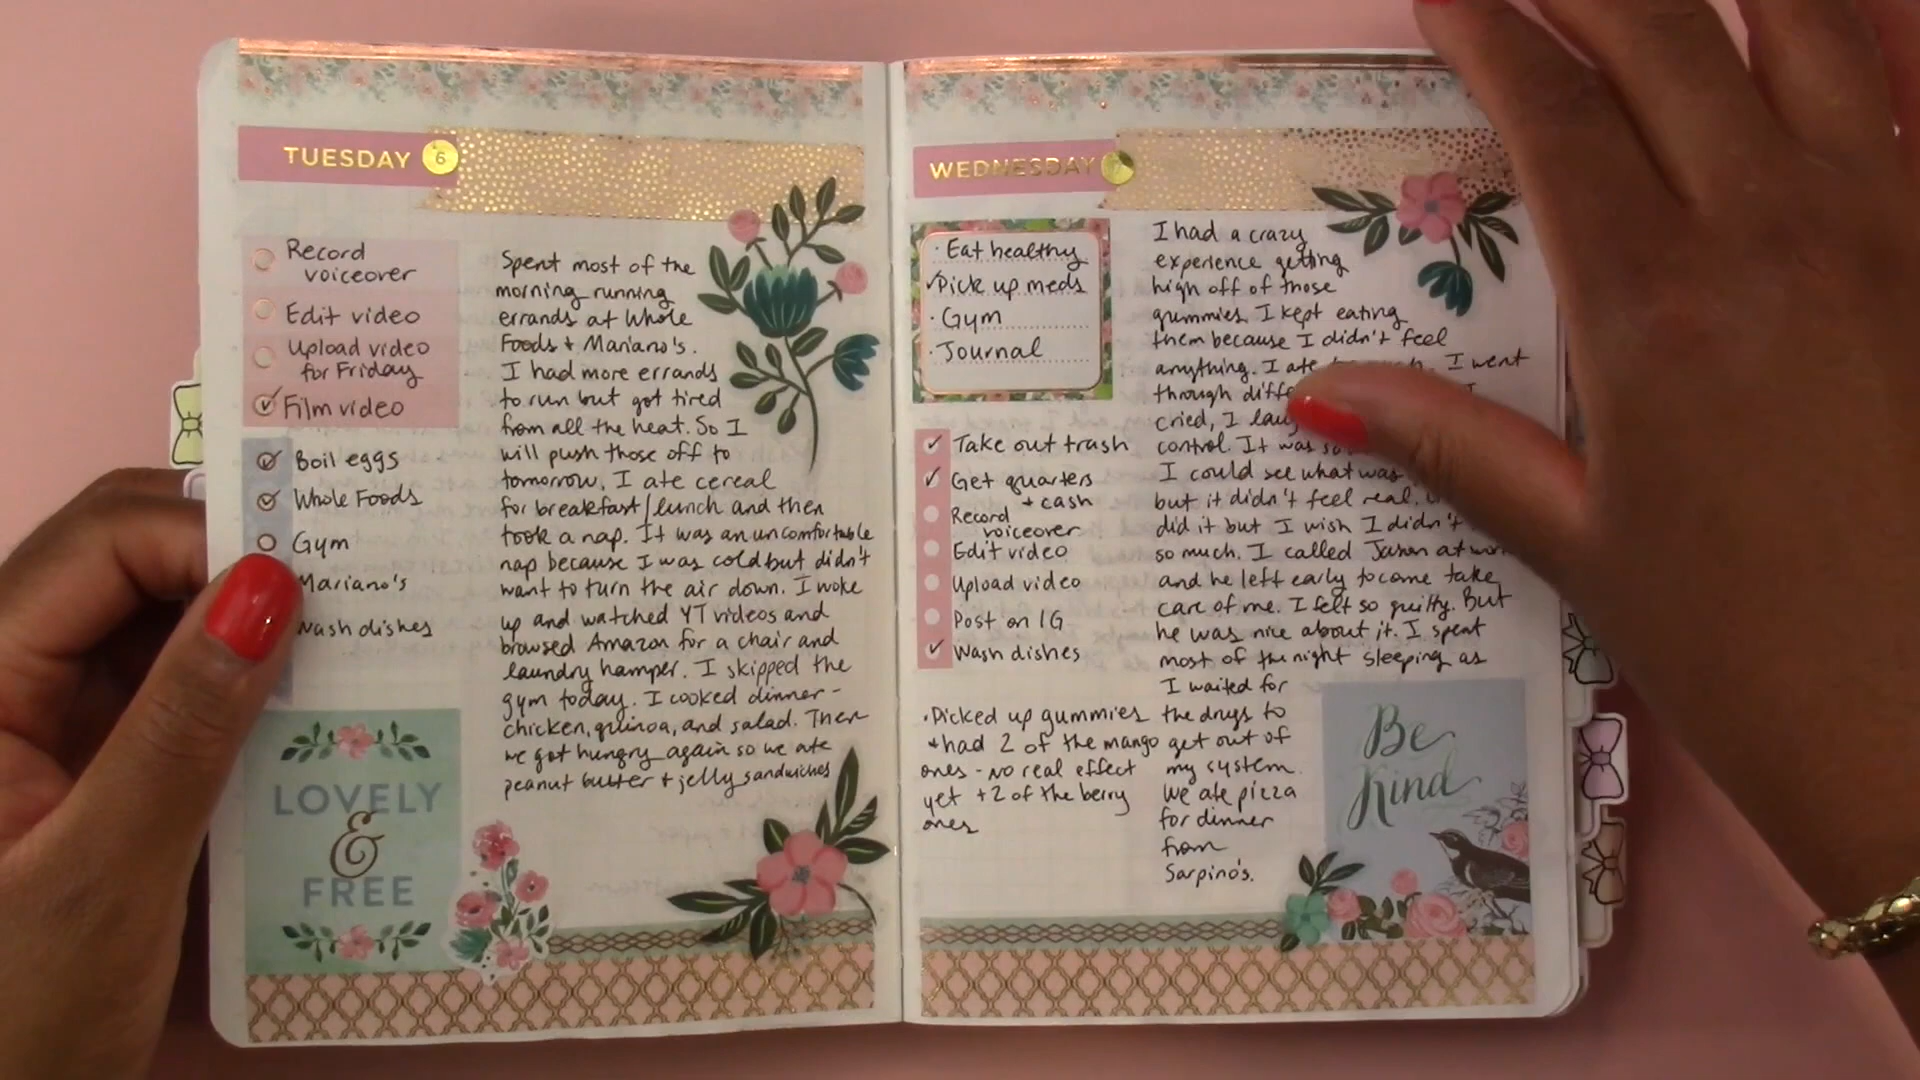 TUESDAY 6
Record
voiceover
Edit video
Upload video
for Friday
Film video
Boil eggs
Whole Foods
Gym
Mariano's
Wash dishes
LOVELY
&
FREE
Spent most of the
morning running
errands at Whole
Foods + Mariano's.
I had more errands
to run but got tired
from all the heat. So I
will push those off to
tomorrow. I ate cereal
for breakfast/lunch and then
took a nap. It was an uncomfortable
nap because I was cold but didn't
want to turn the air down. I woke
up and watched YT videos and
browsed Amazon for a chair and
laundry hamper. I skipped the
gym today. I cooked dinner -
chicken, quinoa, and salad. Then
we got hungry again so we ate
peanut butter + jelly sandwiches
WEDNESDAY
· Eat healthy
Pick up meds
· Gym
· Journal
Take out trash
Get quarters
+ cash
Record
voiceover
Edit video
Upload video
Post on IG
Wash dishes
· Picked up gummies
+ had 2 of the mango
ones - no real effect
yet + 2 of the berry
ones
I had a crazy
experience getting
high off of those
gummies. I kept eating
them because I didn't feel
anything. I ate I went
through
cried, I
control. It was
I could see what was
but it didn't feel real.
did it but I wish I didn't
so much. I called Jason at work
and he left early to come take
care of me. I felt so guilty. But
he was nice about it. I spent
most of the night sleeping as
I waited for
the drugs to
get out of
my system.
We ate pizza
for dinner
from
Sarpino's.
Be
Kind